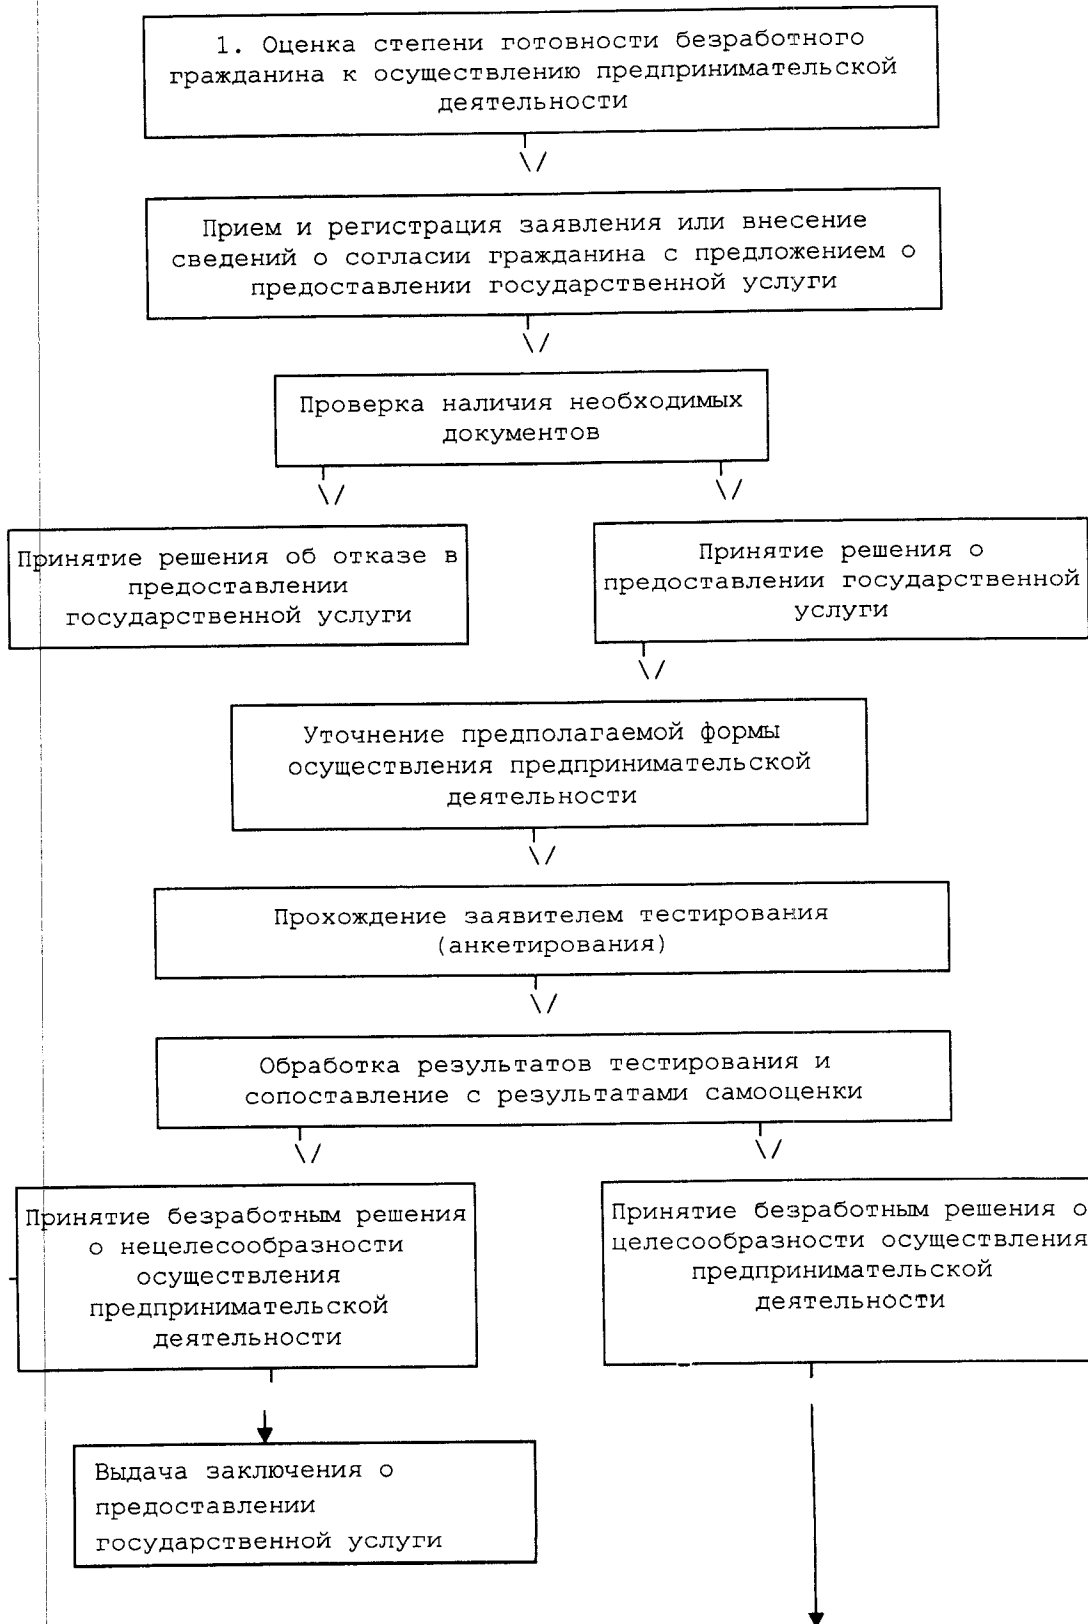 1. Оценка степени готовности безработного
гражданина к осуществлению предпринимательской
деятельности
Прием и регистрация заявления или внесение
сведений о согласии гражданина с предложением о
предоставлении государственной услуги
Проверка наличия необходимых
документов
Принятие решения об отказе в
предоставлении
государственной услуги
Принятие решения о
предоставлении государственной
услуги
Уточнение предполагаемой формы
осуществления предпринимательской
деятельности
Прохождение заявителем тестирования
(анкетирования)
Обработка результатов тестирования и
сопоставление с результатами самооценки
Принятие безработным решения
о нецелесообразности
осуществления
предпринимательской
деятельности
Принятие безработным решения о
целесообразности осуществления
предпринимательской
деятельности
Выдача заключения о
предоставлении
государственной услуги